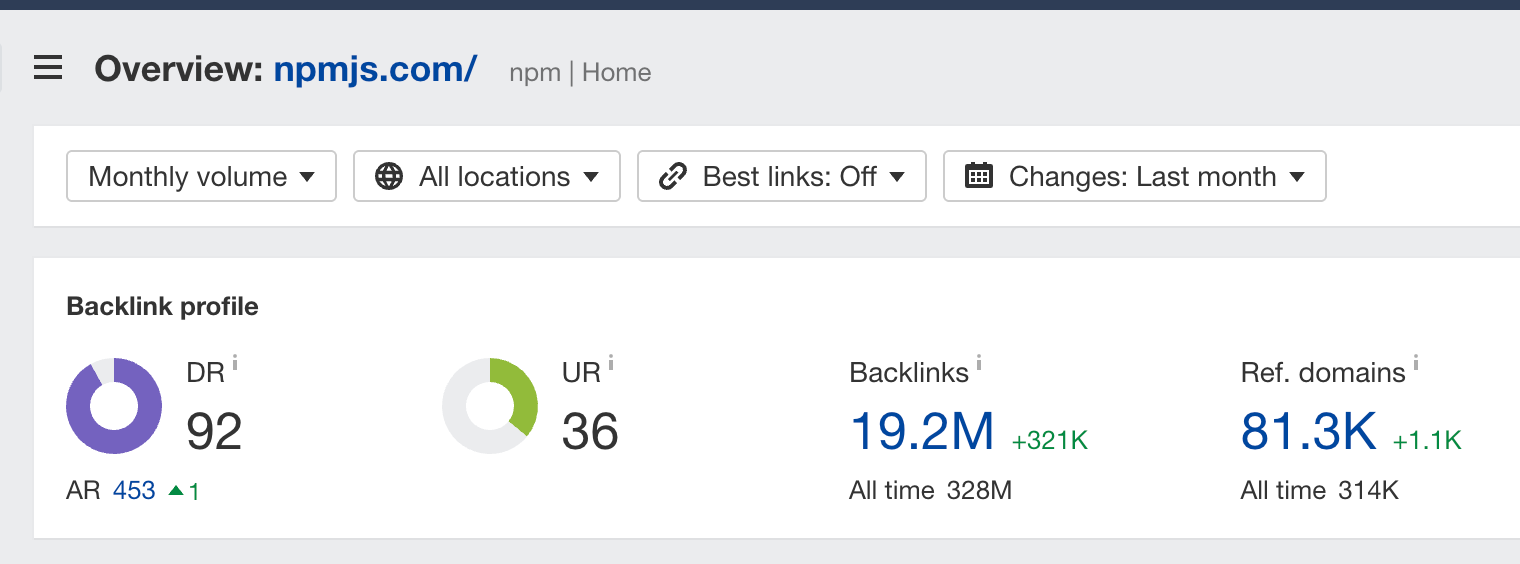 Overview: npmjs.com/ npm | Home
Monthly volume All locations Best links: Off Changes: Last month
Backlink profile
DR i UR i Backlinks i Ref. domains i
92 36 19.2M +321K 81.3K +1.1K
AR 453 1 All time 328M All time 314K